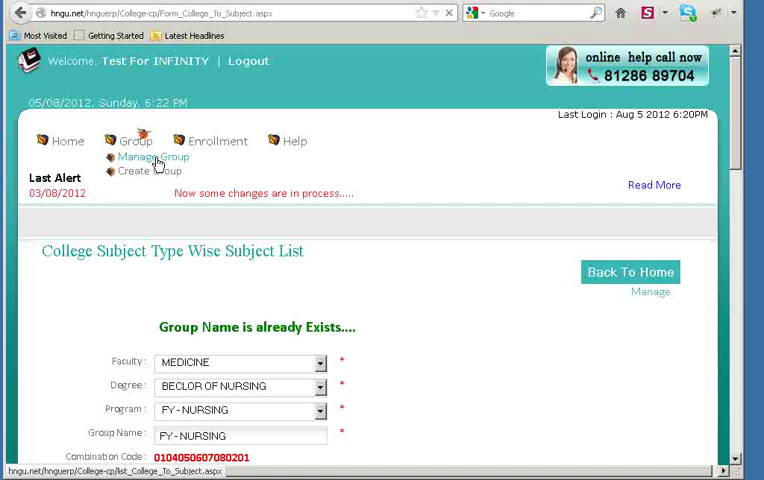 hngu.net/hnguerp/College-cp/Form_College_To_Subject.aspx
Google
Most Visited
Getting Started
Latest Headlines
Welcome, Test For INFINITY | Logout
online help call now
81286 89704
05/08/2012, Sunday, 6:22 PM
Last Login : Aug 5 2012 6:20PM
Home
Group
Enrollment
Help
Manage Group
Create Group
Last Alert
03/08/2012
Now some changes are in process.....
Read More
College Subject Type Wise Subject List
Back To Home
Manage
Group Name is already Exists....
Faculty : MEDICINE *
Degree : BECLOR OF NURSING *
Program : FY - NURSING *
Group Name: FY - NURSING *
Combination Code : 0104050607080201
hngu.net/hnguerp/College-cp/list_College_To_Subject.aspx